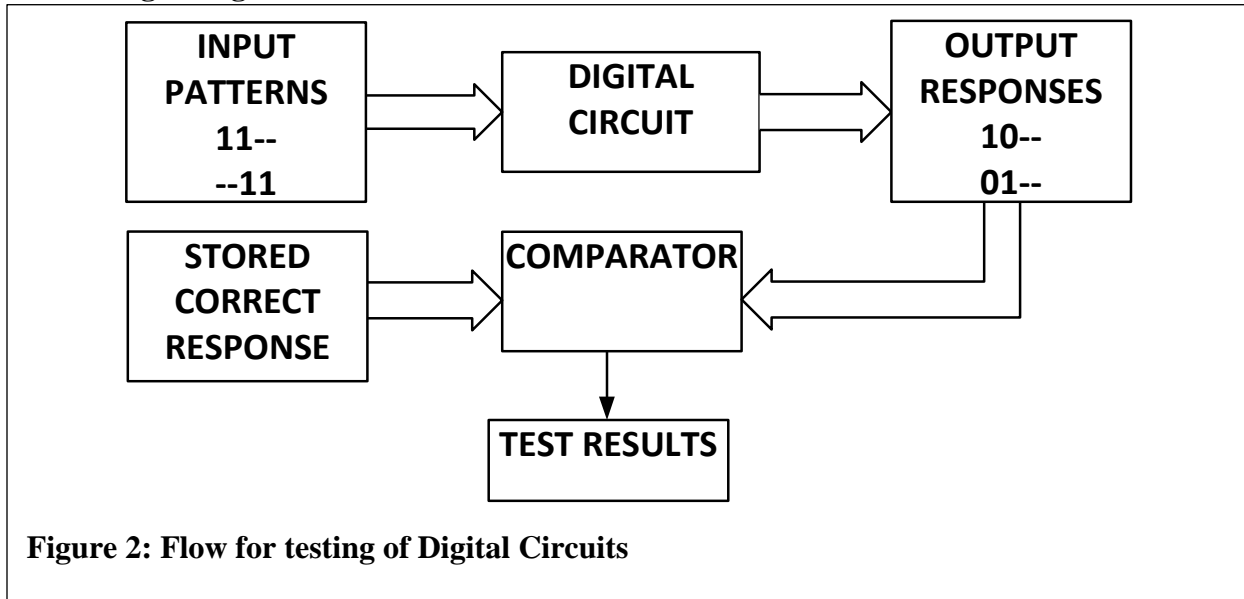 INPUT
PATTERNS
11--
--11
DIGITAL
CIRCUIT
OUTPUT
RESPONSES
10--
01--
STORED
CORRECT
RESPONSE
COMPARATOR
TEST RESULTS
Figure 2: Flow for testing of Digital Circuits